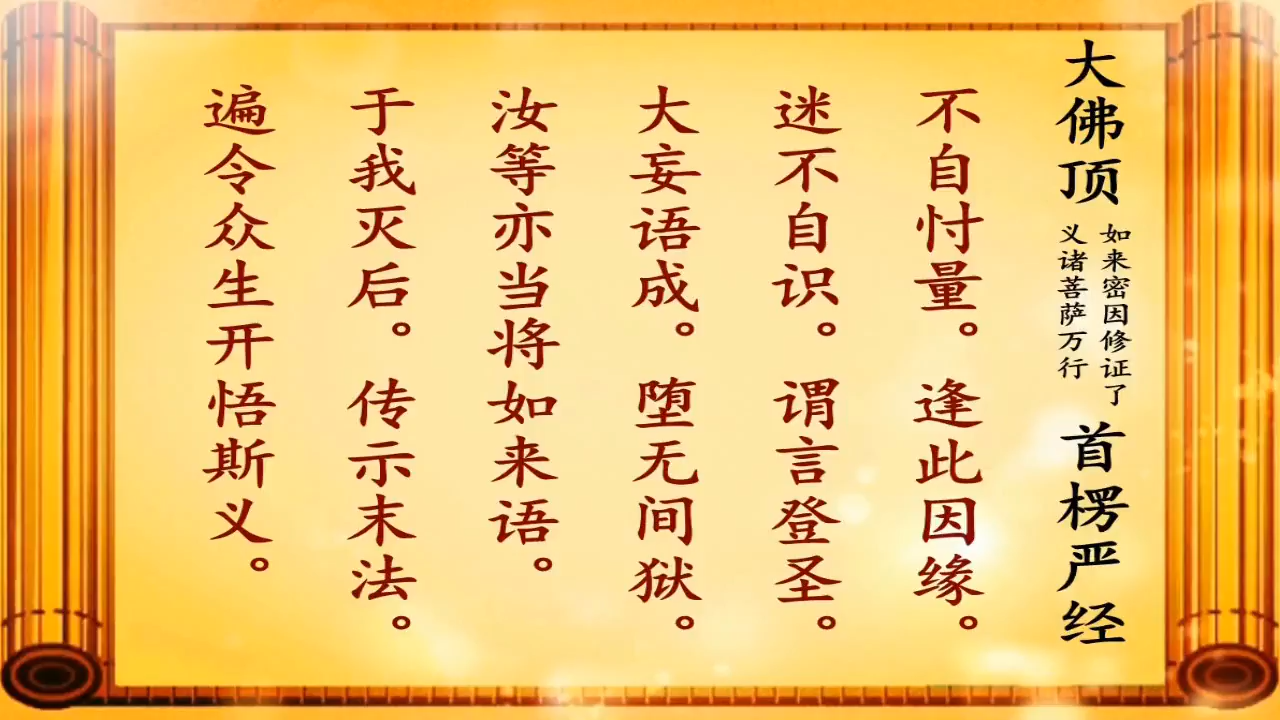 大佛顶
如来密因修证了
义诸菩萨万行
首楞严经
不自忖量。逢此因缘。
迷不自识。谓言登圣。
大妄语成。堕无间狱。
汝等亦当将如来语。
于我灭后。传示末法。
遍令众生开悟斯义。